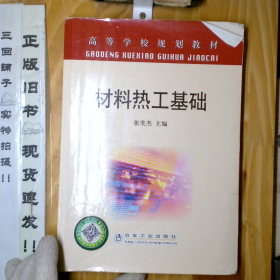 三回铺子
实物拍摄!!
正版旧书
现货速发!!
高等学校规划教材
GAODENG XUEXIAO GUIHUA JIAOCAI
材料热工基础
张美杰 主编
冶金工业出版社